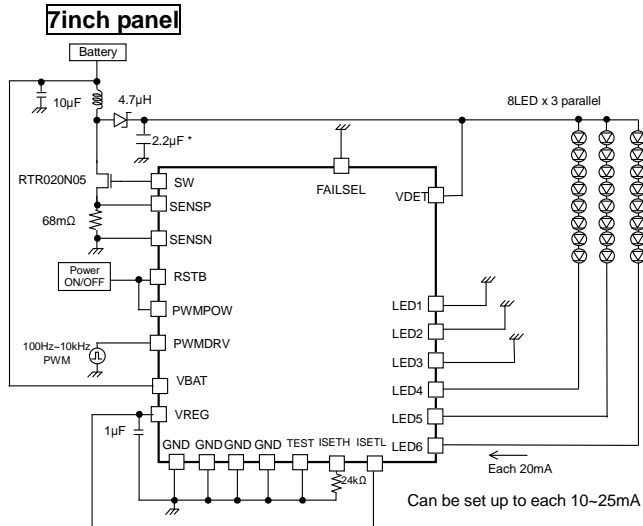 7inch panel
Battery
10μF
4.7μH
8LED x 3 parallel
2.2μF *
RTR020N05
SW
FAILSEL
VDET
SENSP
68mΩ
SENSN
Power
ON/OFF
RSTB
PWMPOW
LED1
LED2
100Hz~10kHz
PWM
PWMDRV
LED3
VBAT
LED4
VREG
LED5
1μF
GND GND GND GND TEST ISETH ISETL
LED6
24kΩ
Each 20mA
Can be set up to each 10~25mA